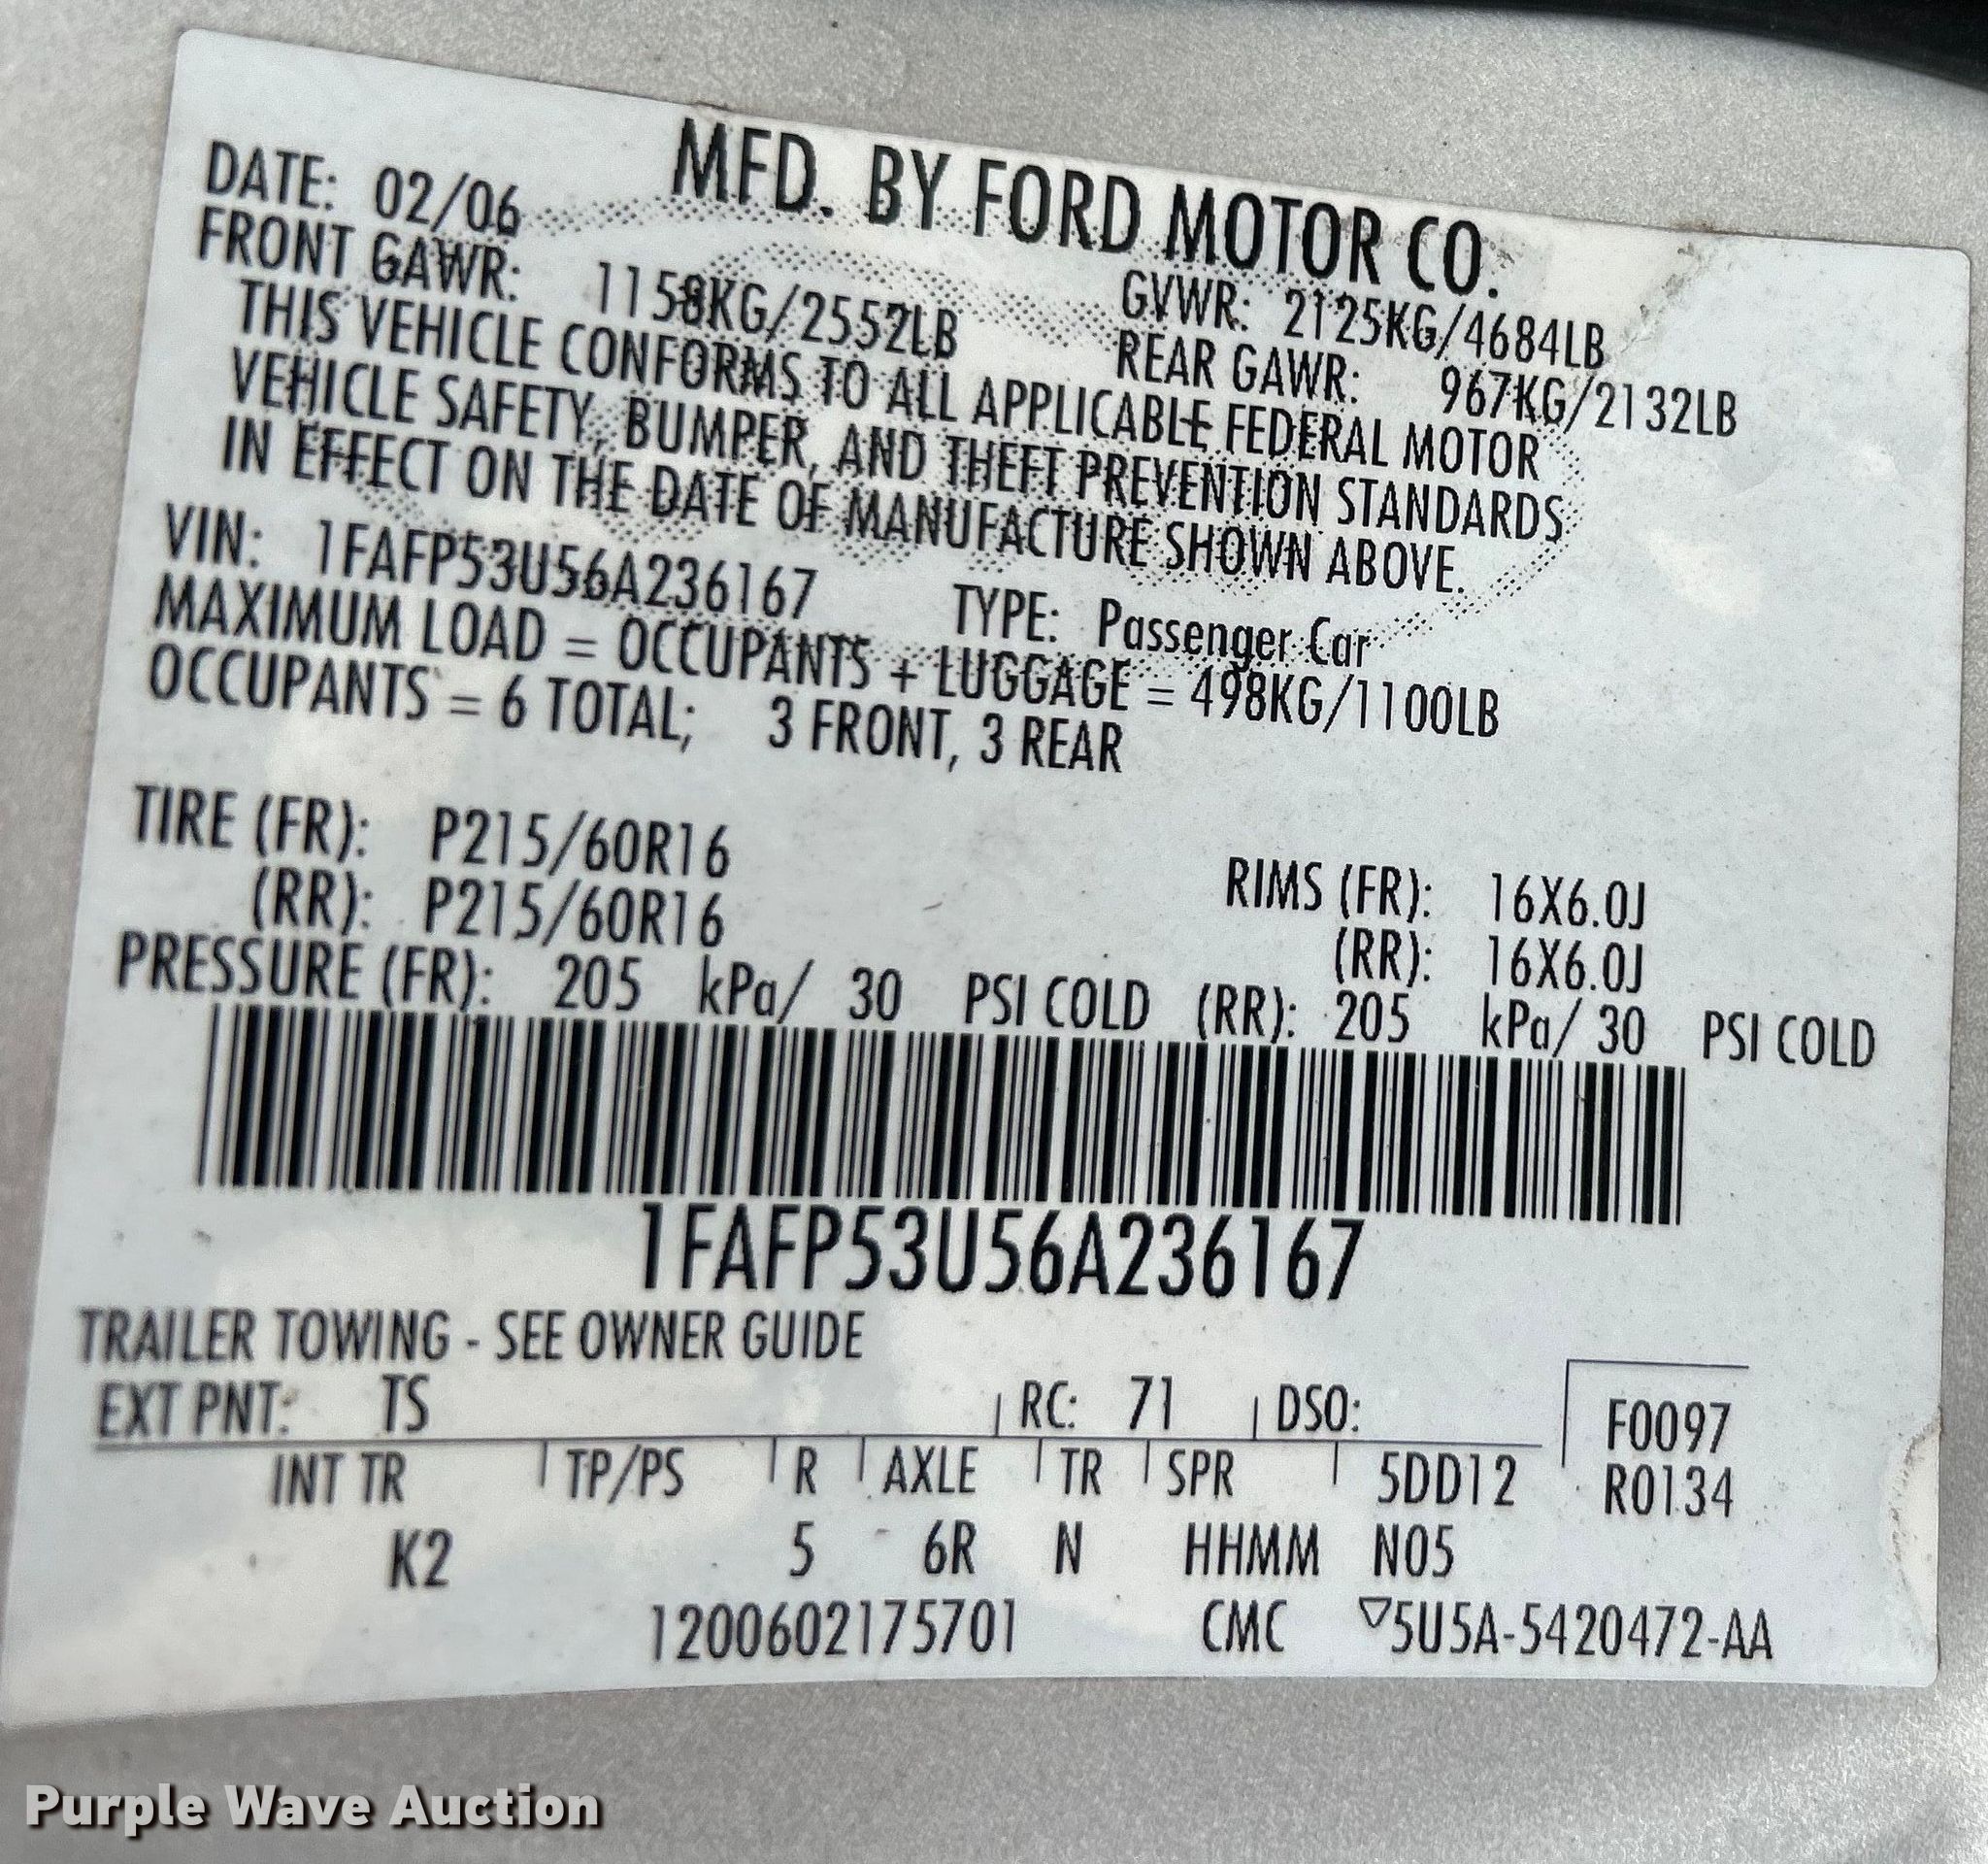 MFD. BY FORD MOTOR CO.
DATE: 02/06 GVWR: 2125KG/4684LB
FRONT GAWR: 1158KG/2552LB REAR GAWR: 967KG/2132LB
THIS VEHICLE CONFORMS TO ALL APPLICABLE FEDERAL MOTOR
VEHICLE SAFETY, BUMPER, AND THEFT PREVENTION STANDARDS
IN EFFECT ON THE DATE OF MANUFACTURE SHOWN ABOVE.
VIN: 1FAFP53U56A236167 TYPE: Passenger Car
MAXIMUM LOAD = OCCUPANTS + LUGGAGE = 498KG/1100LB
OCCUPANTS = 6 TOTAL; 3 FRONT, 3 REAR
TIRE (FR): P215/60R16 RIMS (FR): 16X6.0J
(RR): P215/60R16 (RR): 16X6.0J
PRESSURE (FR): 205 kPa/ 30 PSI COLD (RR): 205 kPa/ 30 PSI COLD
1FAFP53U56A236167
TRAILER TOWING - SEE OWNER GUIDE
EXT PNT: TS RC: 71 DSO: F0097
INT TR TP/PS R AXLE TR SPR 5DD12 R0134
K2 5 6R N HHMM N05
1200602175701 CMC ▽5U5A-5420472-AA
Purple Wave Auction